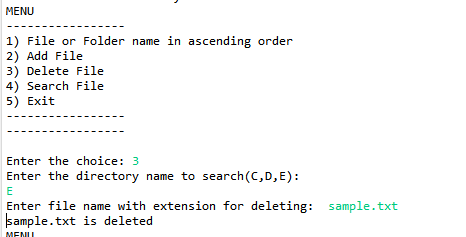 MENU
-----------------
1) File or Folder name in ascending order
2) Add File
3) Delete File
4) Search File
5) Exit
-----------------
-----------------
Enter the choice: 3
Enter the directory name to search(C,D,E):
E
Enter file name with extension for deleting:  sample.txt
sample.txt is deleted
MENU